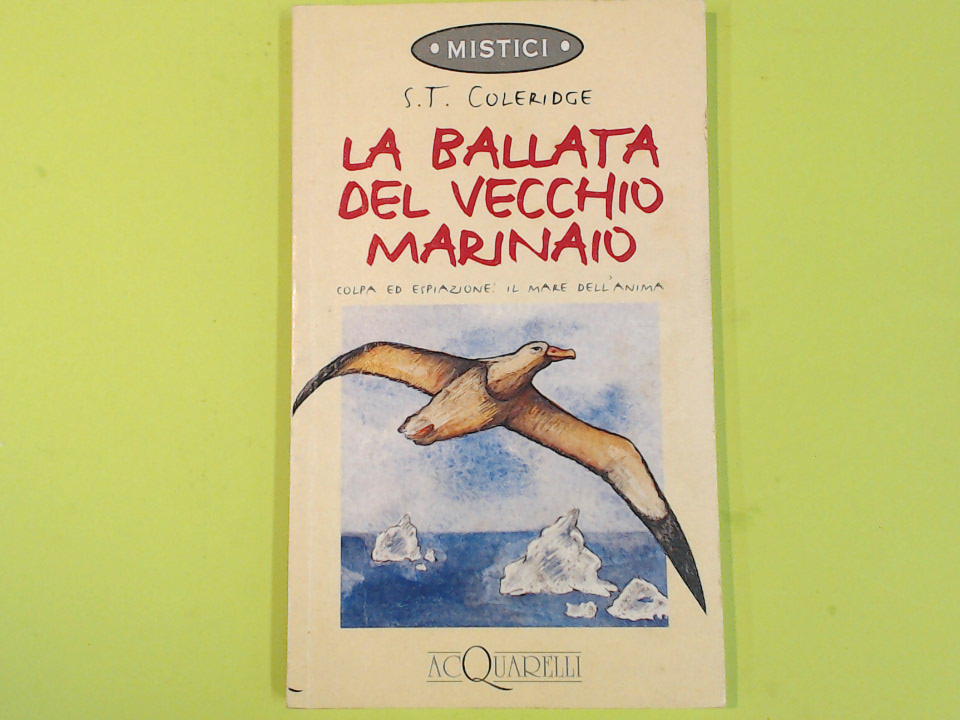 • MISTICI •
S.T. COLERIDGE
LA BALLATA
DEL VECCHIO
MARINAIO
COLPA ED ESPIAZIONE: IL MARE DELL'ANIMA
ACQUARELLI